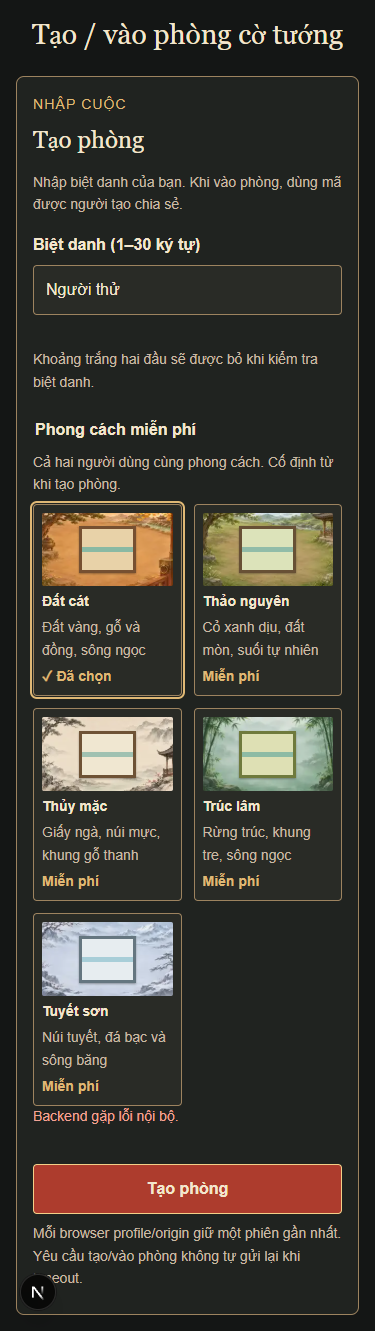 Tạo / vào phòng cờ tướng
NHẬP CUỘC
Tạo phòng
Nhập biệt danh của bạn. Khi vào phòng, dùng mã
được người tạo chia sẻ.
Biệt danh (1–30 ký tự)
Người thử
Khoảng trắng hai đầu sẽ được bỏ khi kiểm tra
biệt danh.
Phong cách miễn phí
Cả hai người dùng cùng phong cách. Cố định từ
khi tạo phòng.
Đất cát
Đất vàng, gỗ và
đồng, sông ngọc
✓ Đã chọn
Thảo nguyên
Cỏ xanh dịu, đất
mòn, suối tự nhiên
Miễn phí
Thủy mặc
Giấy ngà, núi mực,
khung gỗ thanh
Miễn phí
Trúc lâm
Rừng trúc, khung
tre, sông ngọc
Miễn phí
Tuyết sơn
Núi tuyết, đá bạc và
sông băng
Miễn phí
Backend gặp lỗi nội bộ.
Tạo phòng
Mỗi browser profile/origin giữ một phiên gần nhất.
Yêu cầu tạo/vào phòng không tự gửi lại khi
N